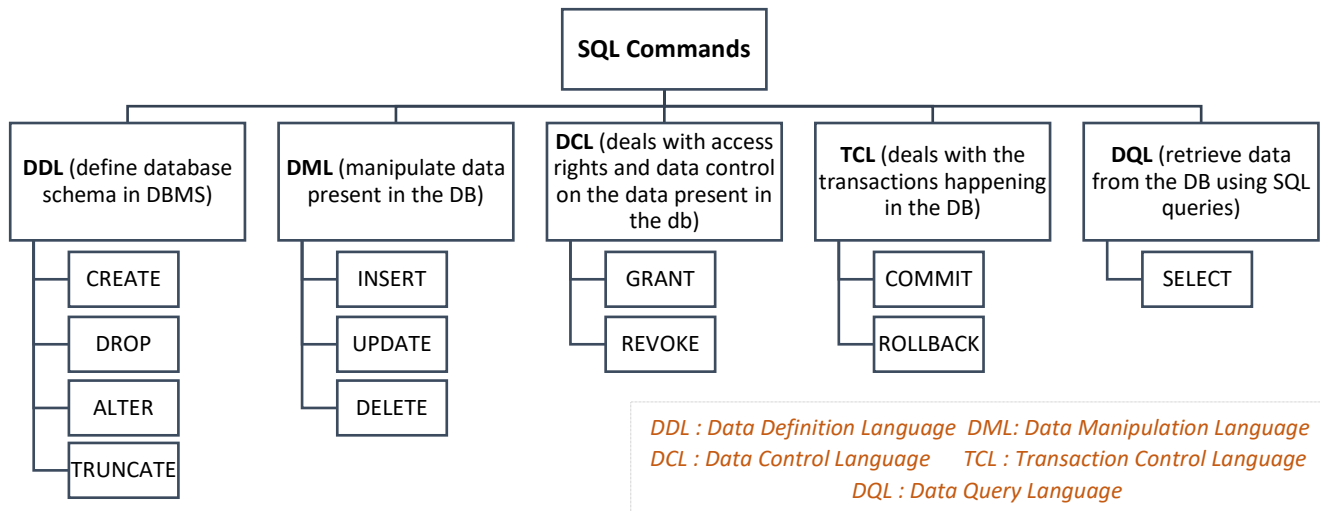 SQL Commands
DDL (define database
schema in DBMS)
DML (manipulate data
present in the DB)
DCL (deals with access
rights and data control
on the data present in
the db)
TCL (deals with the
transactions happening
in the DB)
DQL (retrieve data
from the DB using SQL
queries)
CREATE
DROP
ALTER
TRUNCATE
INSERT
UPDATE
DELETE
GRANT
REVOKE
COMMIT
ROLLBACK
SELECT
DDL : Data Definition Language DML: Data Manipulation Language
DCL : Data Control Language TCL : Transaction Control Language
DQL : Data Query Language